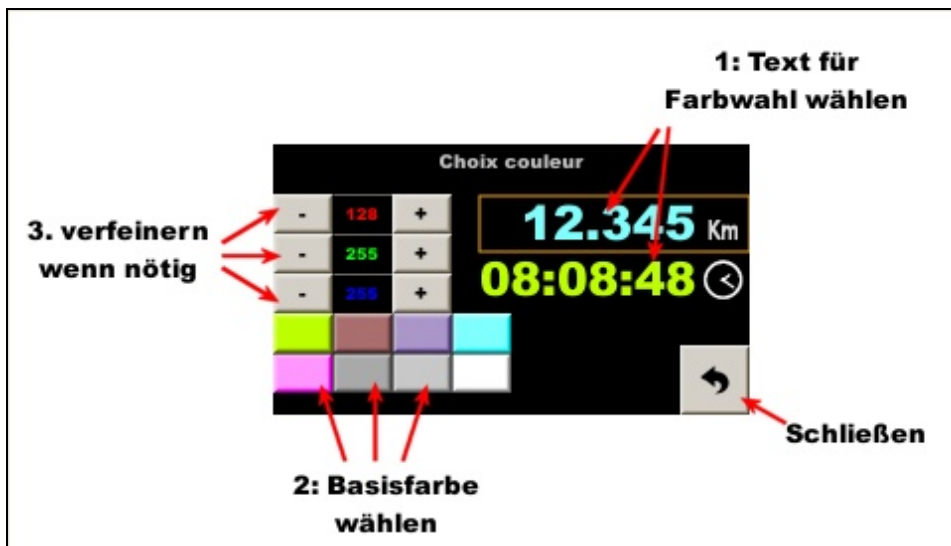 1: Text für
Farbwahl wählen
Choix couleur
- 128 +
12.345 Km
3. verfeinern
wenn nötig
- 255 +
08:08:48
- 255 +
Schließen
2: Basisfarbe
wählen